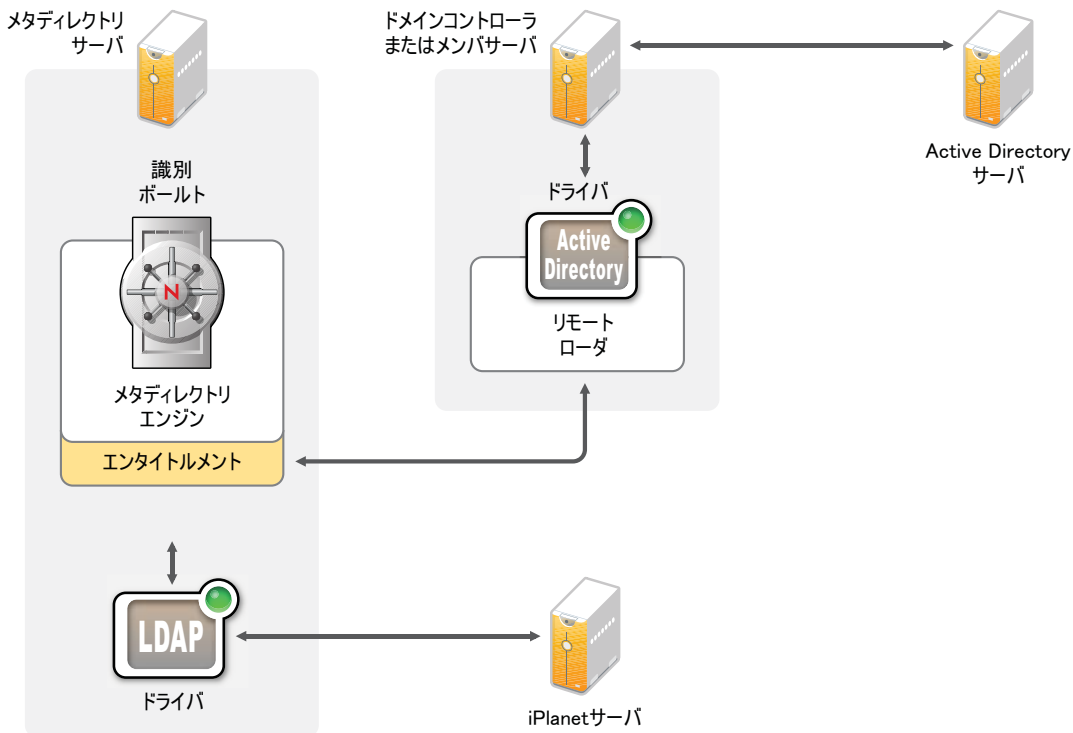 メタディレクトリ
サーバ
ドメインコントローラ
またはメンバサーバ
Active Directory
サーバ
識別
ボールト
ドライバ
Active
Directory
N
リモート
ローダ
メタディレクトリ
エンジン
エンタイトルメント
LDAP
ドライバ
iPlanetサーバ